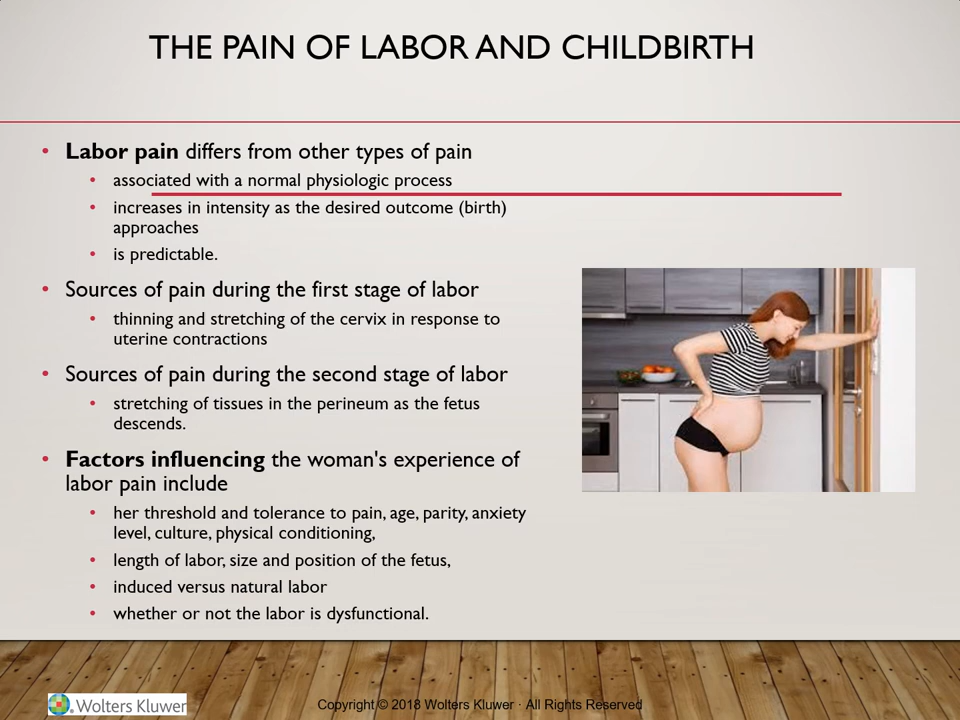 THE PAIN OF LABOR AND CHILDBIRTH
• Labor pain differs from other types of pain
• associated with a normal physiologic process
• increases in intensity as the desired outcome (birth)
approaches
• is predictable.
• Sources of pain during the first stage of labor
• thinning and stretching of the cervix in response to
uterine contractions
• Sources of pain during the second stage of labor
• stretching of tissues in the perineum as the fetus
descends.
• Factors influencing the woman's experience of
labor pain include
• her threshold and tolerance to pain, age, parity, anxiety
level, culture, physical conditioning,
• length of labor, size and position of the fetus,
• induced versus natural labor
• whether or not the labor is dysfunctional.
Wolters Kluwer
Copyright © 2018 Wolters Kluwer · All Rights Reserved